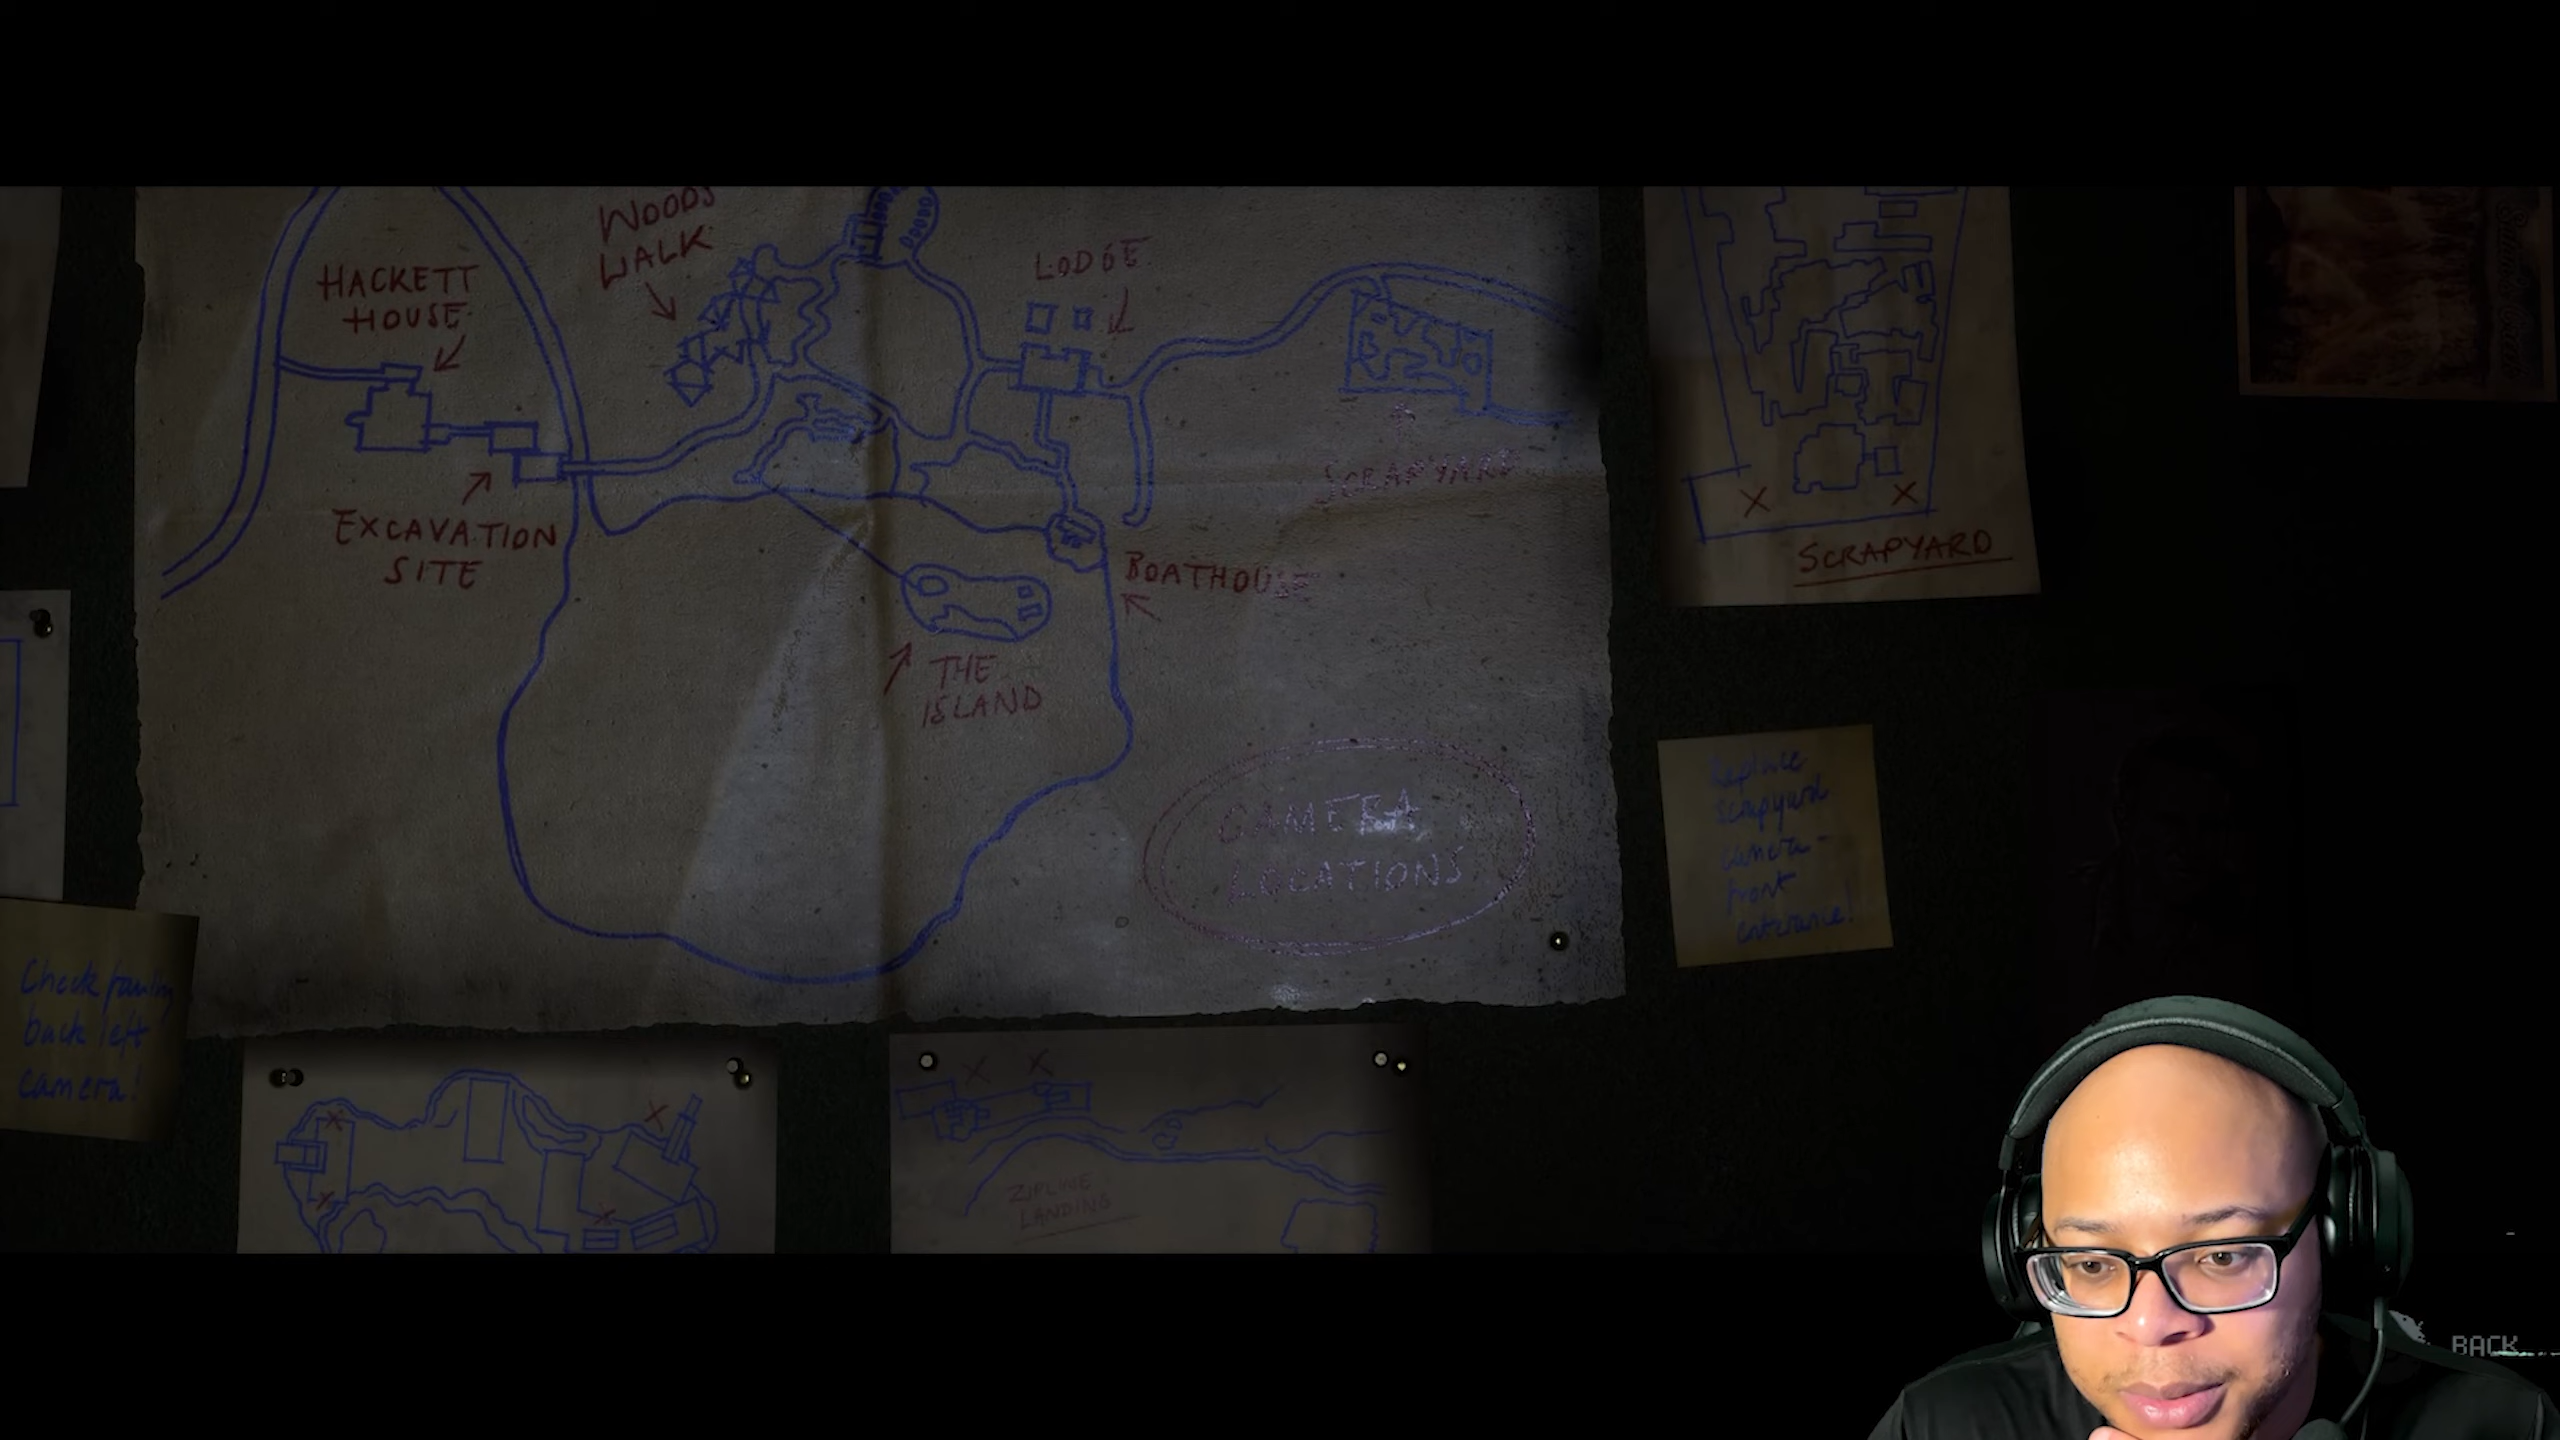 WOODS
WALK
HACKETT
HOUSE
LODGE
SCRAPYARD
EXCAVATION
SITE
BOATHOUSE
THE
ISLAND
CAMERA
LOCATIONS
SCRAPYARD
Replace
scrapyard
camera -
front
entrance!
Check faulty
back left
camera!
ZIPLINE
LANDING
BACK